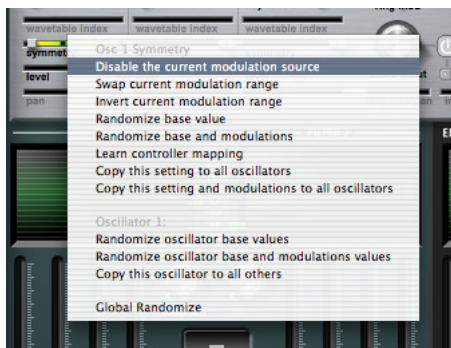 Ring Mod
wavetable index wavetable index wavetable index
symmet
Osc 1 Symmetry
level
Disable the current modulation source
Swap current modulation range
pan
Invert current modulation range
Randomize base value
Randomize base and modulations
Learn controller mapping
Copy this setting to all oscillators
Copy this setting and modulations to all oscillators
Oscillator 1:
Randomize oscillator base values
Randomize oscillator base and modulations values
Copy this oscillator to all others
Global Randomize